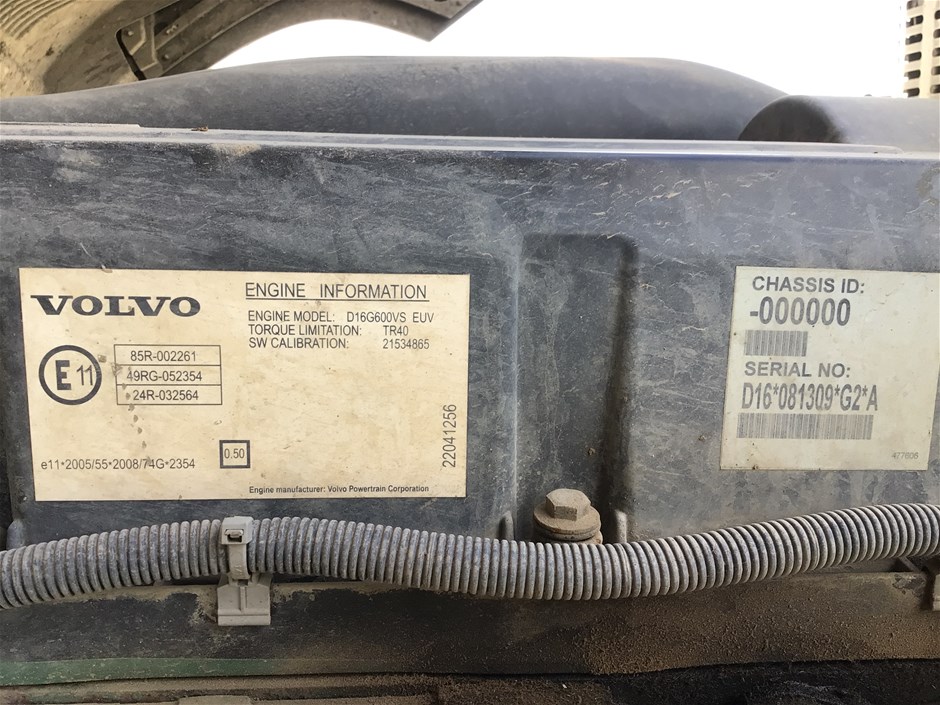 VOLVO
ENGINE INFORMATION
ENGINE MODEL: D16G600VS EUV
TORQUE LIMITATION: TR40
SW CALIBRATION: 21534865
E 11
85R-002261
49RG-052354
24R-032564
0.50
e11*2005/55*2008/74G*2354
22041256
Engine manufacturer: Volvo Powertrain Corporation
CHASSIS ID:
-000000
SERIAL NO:
D16*081309*G2*A
477606